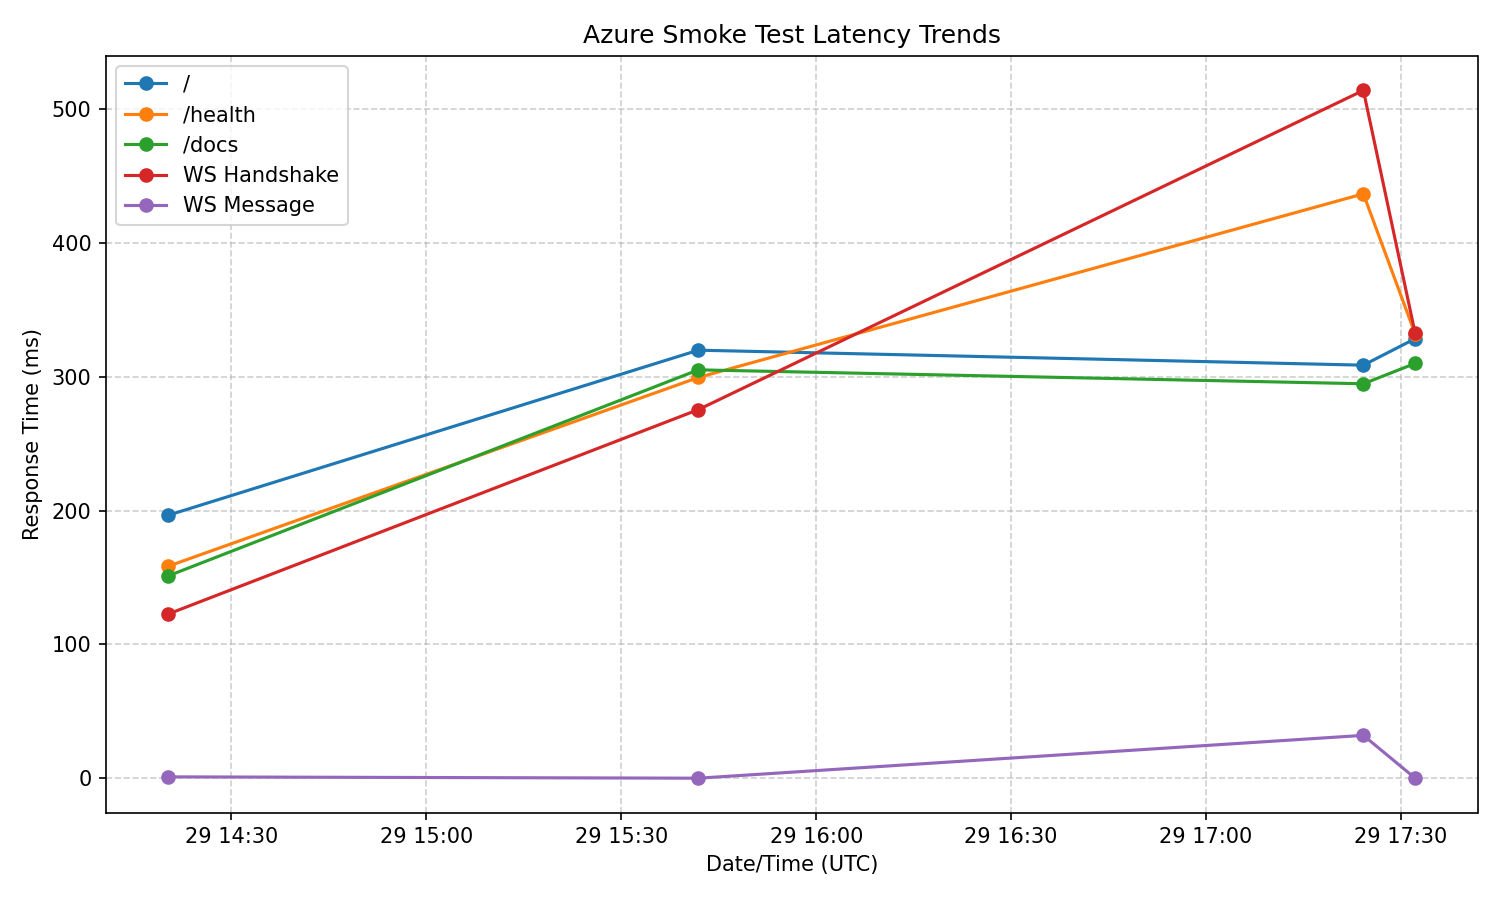 Azure Smoke Test Latency Trends
/
/health
/docs
WS Handshake
WS Message
Response Time (ms)
500
400
300
200
100
0
29 14:30
29 15:00
29 15:30
29 16:00
29 16:30
29 17:00
29 17:30
Date/Time (UTC)